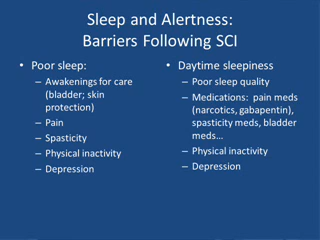 Sleep and Alertness:
Barriers Following SCI
• Poor sleep:
– Awakenings for care
(bladder; skin
protection)
– Pain
– Spasticity
– Physical inactivity
– Depression
• Daytime sleepiness
– Poor sleep quality
– Medications: pain meds
(narcotics, gabapentin),
spasticity meds, bladder
meds…
– Physical inactivity
– Depression